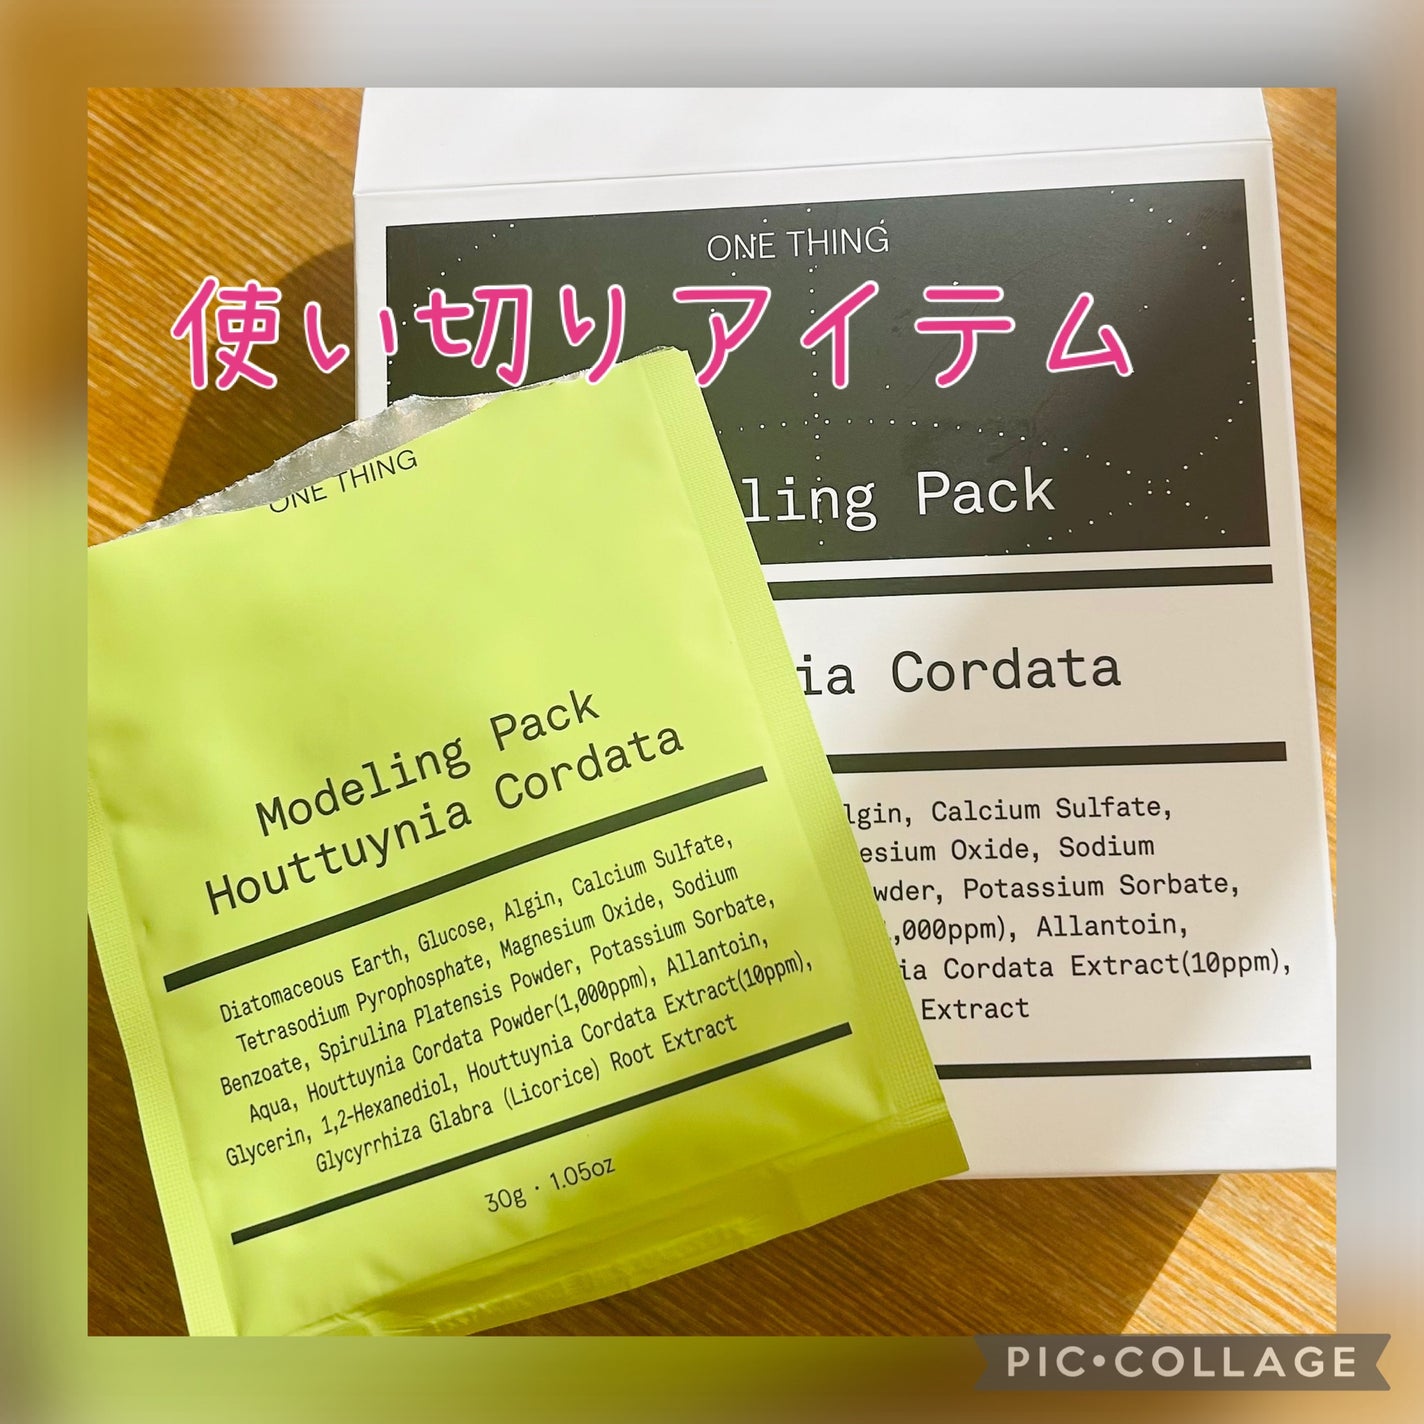 ONE THING
使い切りアイテム
ling Pack
ia Cordata
lgin, Calcium Sulfate,
esium Oxide, Sodium
wder, Potassium Sorbate,
,000ppm), Allantoin,
ia Cordata Extract(10ppm),
Extract
ONE THING
Modeling Pack
Houttuynia Cordata
Diatomaceous Earth, Glucose, Algin, Calcium Sulfate,
Tetrasodium Pyrophosphate, Magnesium Oxide, Sodium
Benzoate, Spirulina Platensis Powder, Potassium Sorbate,
Aqua, Houttuynia Cordata Powder(1,000ppm), Allantoin,
Glycerin, 1,2-Hexanediol, Houttuynia Cordata Extract(10ppm),
Glycyrrhiza Glabra (Licorice) Root Extract
30g · 1.05oz
PIC•COLLAGE